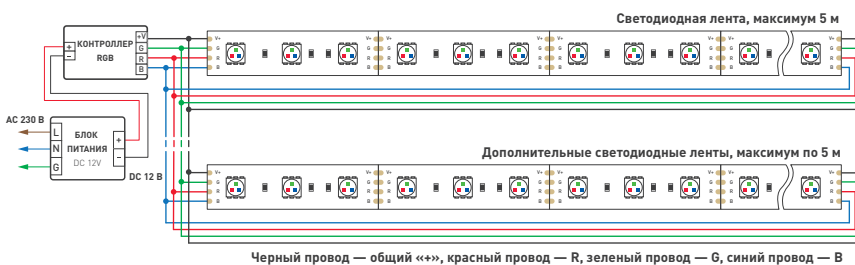 Светодиодная лента, максимум 5 м
КОНТРОЛЛЕР
RGB
+ −
+V
G
R
B
V+ V+ V+ V+ V+ V+ V+ V+
G G G G G G G G
R R R R R R R R
B B B B B B B B
AC 230 В
L
N
G
БЛОК
ПИТАНИЯ
DC 12V
+
−
DC 12 В
Дополнительные светодиодные ленты, максимум по 5 м
V+ V+ V+ V+ V+ V+ V+ V+
G G G G G G G G
R R R R R R R R
B B B B B B B B
Черный провод — общий «+», красный провод — R, зеленый провод — G, синий провод — B